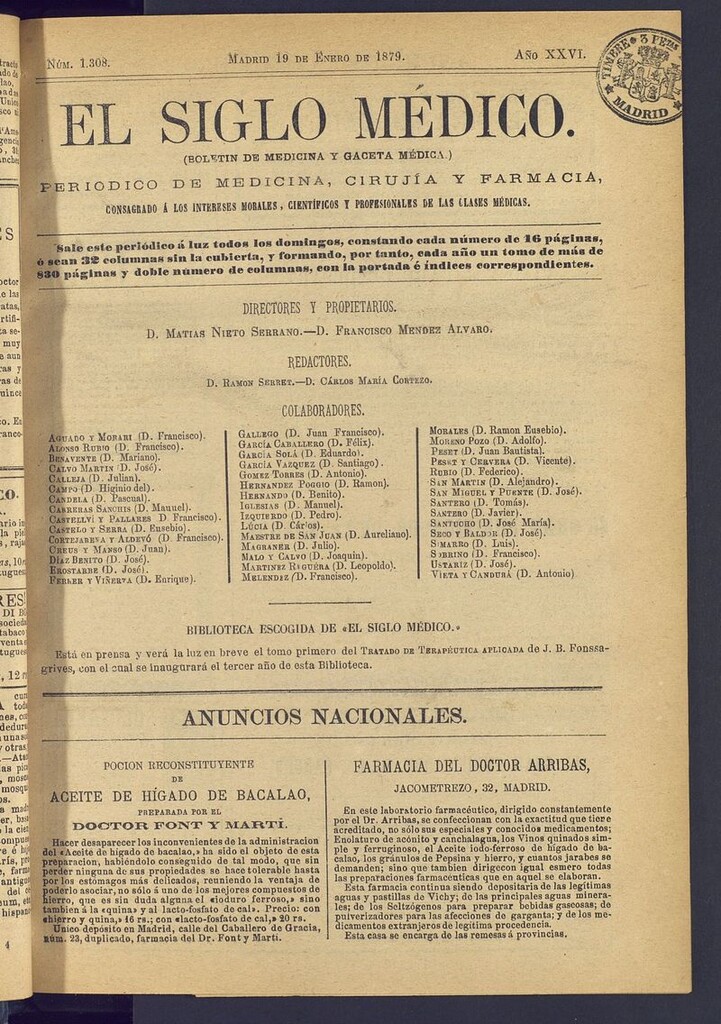 NÚM. 1.308.
MADRID 19 DE ENERO DE 1879.
AÑO XXVI.
TIMBRE 3 PETAS
MADRID
EL SIGLO MÉDICO.
(BOLETIN DE MEDICINA Y GACETA MÉDICA.)
PERIODICO DE MEDICINA, CIRUJÍA Y FARMACIA,
CONSAGRADO Á LOS INTERESES MORALES, CIENTÍFICOS Y PROFESIONALES DE LAS CLASES MÉDICAS.
Sale este periódico á luz todos los domingos, constando cada número de 16 páginas,
ó sean 32 columnas sin la cubierta, y formando, por tanto, cada año un tomo de más de
830 páginas y doble número de columnas, con la portada é índices correspondientes.
DIRECTORES Y PROPIETARIOS.
D. MATIAS NIETO SERRANO.—D. FRANCISCO MENDEZ ALVARO.
REDACTORES.
D. RAMON SERRET.—D. CÁRLOS MARÍA CORTEZO.
COLABORADORES.
AGUADO Y MORARI (D. Francisco).
ALONSO RUBIO (D. Francisco).
BENAVENTE (D. Mariano).
CALVO MARTIN (D. José).
CALLEJA (D. Julian).
CAMPO (D. Higinio del).
CANDELA (D. Pascual).
CARRERAS SANCHIS (D. Manuel).
CASTELLVÍ Y PALLARES D. Francisco).
CASTELO Y SERRA (D. Eusebio).
CORTEJARENA Y ALDEVÓ (D. Francisco).
CREUS Y MANSO (D. Juan).
DÍAZ BENITO (D. José).
EROSTARBE (D. José).
FERRER Y VIÑERTA (D. Enrique).
GALLEGO (D. Juan Francisco).
GARCÍA CABALLERO (D. Félix).
GARCÍA SOLÁ (D. Eduardo).
GARCÍA VAZQUEZ (D. Santiago).
GOMEZ TORRES (D. Antonio).
HERNANDEZ POGGIO (D. Ramon).
HERNANDO (D. Benito).
IGLESIAS (D. Manuel).
IZQUIERDO (D. Pedro).
LÚCIA (D. Cárlos).
MAESTRE DE SAN JUAN (D. Aureliano).
MAGRANER (D. Julio).
MALO Y CALVO (D. Joaquin).
MARTINEZ REGUÉRA (D. Leopoldo).
MELENDEZ (D. Francisco).
MORALES (D. Ramon Eusebio).
MORENO POZO (D. Adolfo).
PESET (D. Juan Bautista).
PESET Y CERVERA (D. Vicente).
RUBIO (D. Federico).
SAN MARTIN (D. Alejandro).
SAN MIGUEL Y PUENTE (D. José).
SANTERO (D. Tomás).
SANTERO (D. Javier).
SANTUCHO (D. José María).
SECO Y BALDOR (D. José).
SIMARRO (D. Luis).
SOBRINO (D. Francisco).
USTARIZ (D. José).
VIETA Y CANDURÁ (D. Antonio)
BIBLIOTECA ESCOGIDA DE «EL SIGLO MÉDICO.»
Está en prensa y verá la luz en breve el tomo primero del TRATADO DE TERAPÉUTICA APLICADA de J. B. Fonssa-
grives, con el cual se inaugurará el tercer año de esta Biblioteca.
ANUNCIOS NACIONALES.
POCION RECONSTITUYENTE
DE
ACEITE DE HÍGADO DE BACALAO,
PREPARADA POR EL
DOCTOR FONT Y MARTÍ.
Hacer desaparecer los inconvenientes de la administracion
del «Aceite de hígado de bacalao,» ha sido el objeto de esta
preparacion, habiéndolo conseguido de tal modo, que sin
perder ninguna de sus propiedades se hace tolerable hasta
por los estómagos más delicados, reuniendo la ventaja de
poderlo asociar, no sólo á uno de los mejores compuestos de
hierro, que es sin duda alguna el «ioduro ferroso,» sino
tambien á la «quina» y al «lacto-fosfato de cal». Precio: con
«hierro y quina,» 16 rs.; con «lacto-fosfato de cal,» 20 rs.
Unico depósito en Madrid, calle del Caballero de Gracia,
núm. 23, duplicado, farmacia del Dr. Font y Martí.
FARMACIA DEL DOCTOR ARRIBAS,
JACOMETREZO, 32, MADRID.
En este laboratorio farmacéutico, dirigido constantemente
por el Dr. Arribas, se confeccionan con la exactitud que tiene
acreditado, no sólo sus especiales y conocidos medicamentos;
Enolaturo de acónito y canchalagua, los Vinos quinados sim-
ple y ferruginoso, el Aceite iodo-ferroso de hígado de ba-
calao, los gránulos de Pepsina y hierro, y cuantos jarabes se
demanden; sino que tambien dirígecon igual esmero todas
las preparaciones farmacéuticas que en aquel se elaboran.
Esta farmacia continua siendo depositaria de las legítimas
aguas y pastillas de Vichy; de las principales aguas minera-
les; de los Seltzógenos para preparar bebidas gaseosas; de
pulverizadores para las afecciones de garganta; y de los me-
dicamentos extranjeros de legítima procedencia.
Esta casa se encarga de las remesas á provincias.